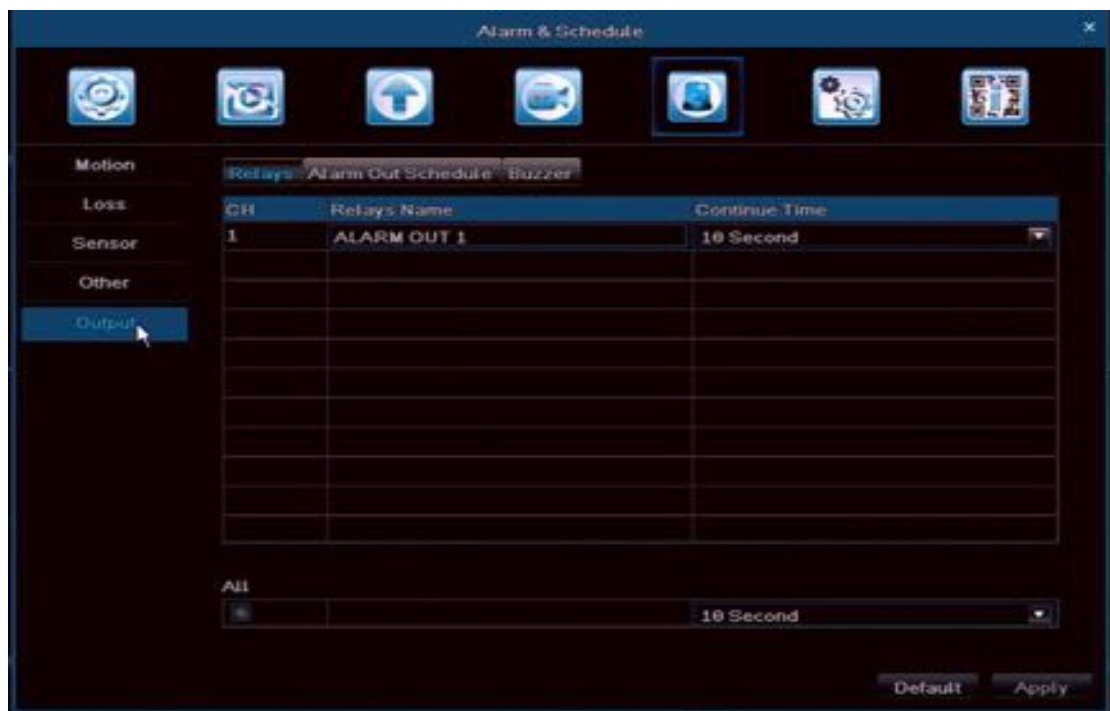 Alarm & Schedule
Motion
Loss
Sensor
Other
Output
Relays Alarm Out Schedule Buzzer
CH Relays Name Continue Time
1 ALARM OUT 1 10 Second
All
10 Second
Default Apply